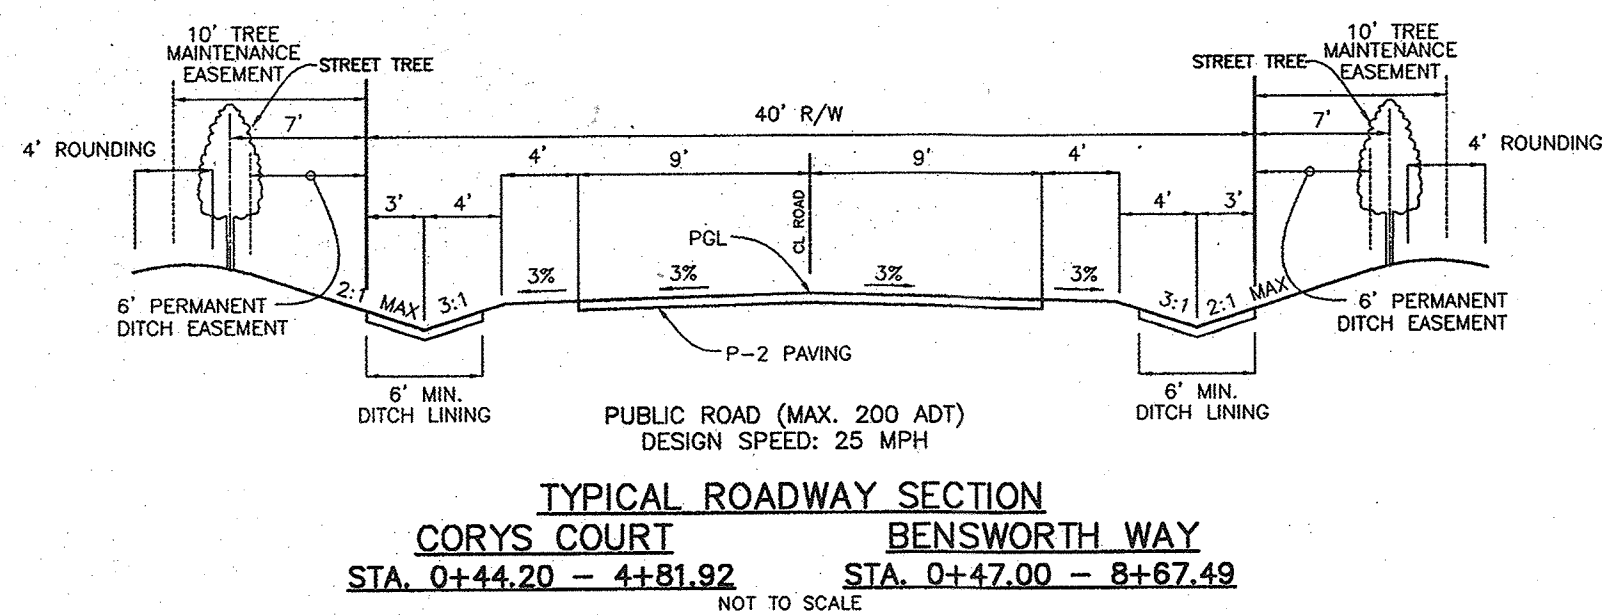 10' TREE
MAINTENANCE
EASEMENT
STREET TREE
7'
4' ROUNDING
40' R/W
STREET TREE
10' TREE
MAINTENANCE
EASEMENT
7'
4' ROUNDING
4'
9'
9'
4'
3'
4'
CL ROAD
4'
3'
PGL
3%
3%
3%
3%
2:1 MAX
3:1
3:1
2:1 MAX
6' PERMANENT
DITCH EASEMENT
6' PERMANENT
DITCH EASEMENT
P-2 PAVING
6' MIN.
DITCH LINING
6' MIN.
DITCH LINING
PUBLIC ROAD (MAX. 200 ADT)
DESIGN SPEED: 25 MPH
TYPICAL ROADWAY SECTION
CORYS COURT
BENSWORTH WAY
STA. 0+44.20 - 4+81.92
STA. 0+47.00 - 8+67.49
NOT TO SCALE